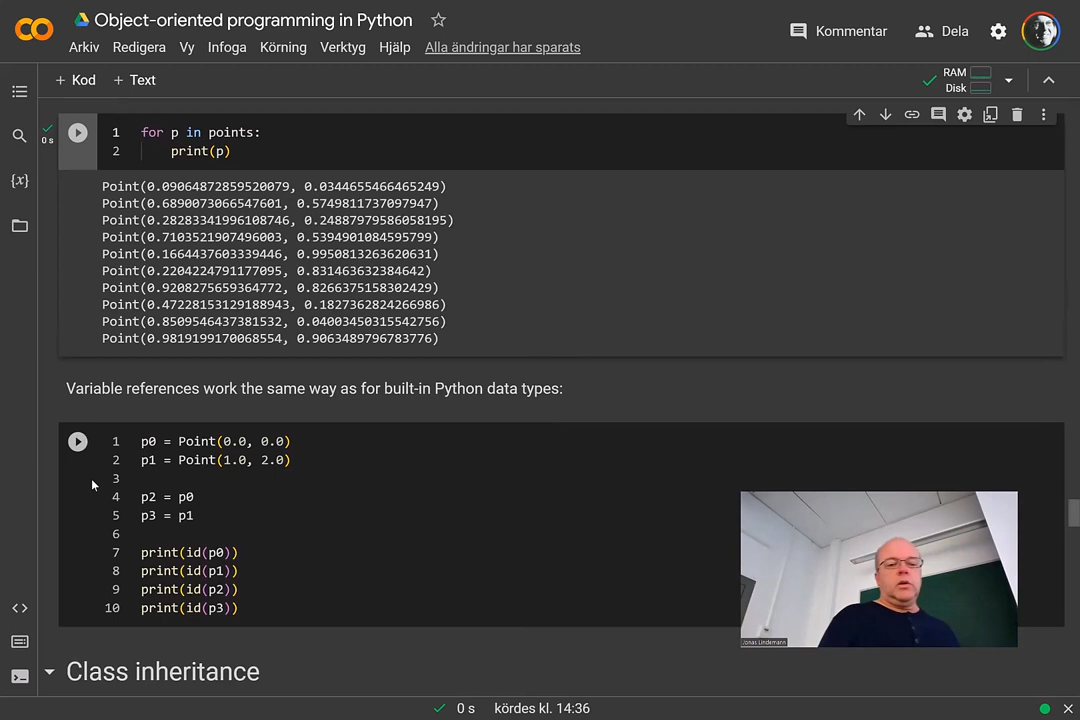 Object-oriented programming in Python
Arkiv Redigera Vy Infoga Körning Verktyg Hjälp Alla ändringar har sparats
Kommentar Dela
+ Kod + Text
RAM
Disk
0 s
1 for p in points:
2 print(p)
Point(0.09064872859520079, 0.0344655466465249)
Point(0.6890073066547601, 0.5749811737097947)
Point(0.28283341996108746, 0.24887979586058195)
Point(0.7103521907496003, 0.5394901084595799)
Point(0.1664437603339446, 0.9950813263620631)
Point(0.2204224791177095, 0.831463632384642)
Point(0.9208275659364772, 0.8266375158302429)
Point(0.47228153129188943, 0.1827362824266986)
Point(0.8509546437381532, 0.04003450315542756)
Point(0.9819199170068554, 0.9063489796783776)
Variable references work the same way as for built-in Python data types:
1 p0 = Point(0.0, 0.0)
2 p1 = Point(1.0, 2.0)
3
4 p2 = p0
5 p3 = p1
6
7 print(id(p0))
8 print(id(p1))
9 print(id(p2))
10 print(id(p3))
Jonas Lindemann
Class inheritance
0 s kördes kl. 14:36